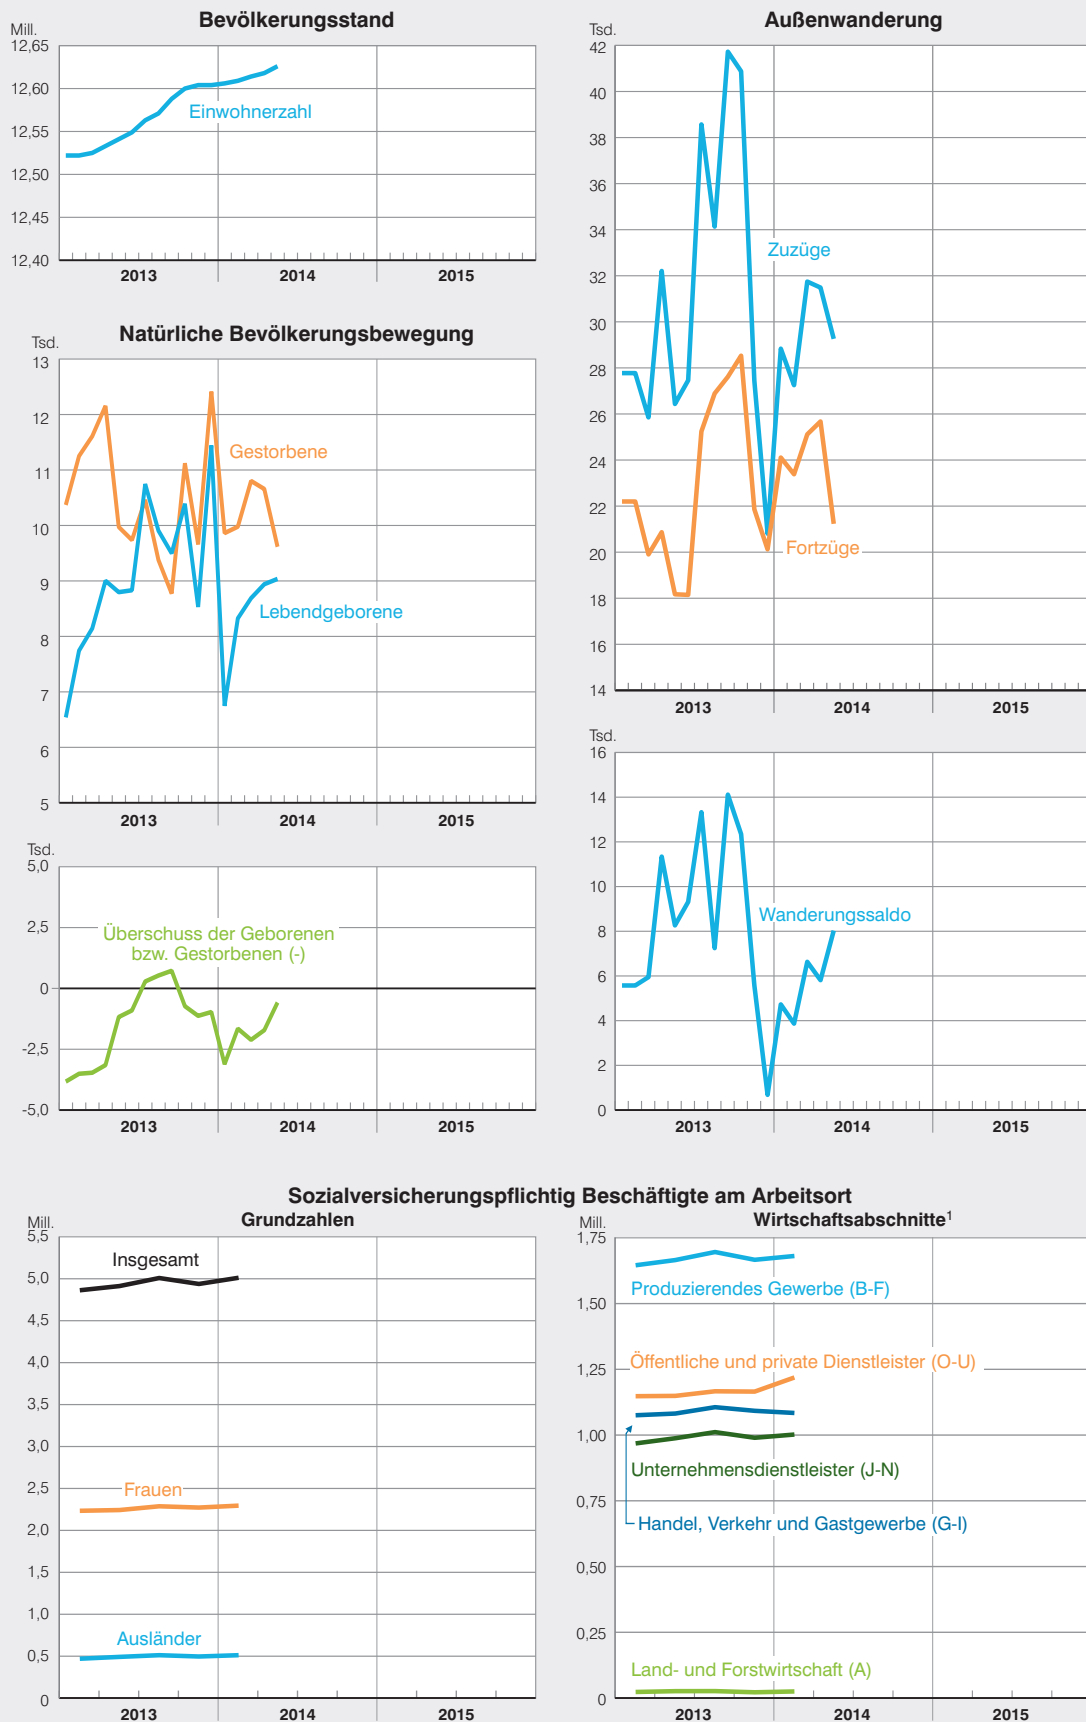 Bevölkerungsstand
Mill.
12,65
12,60
12,55
12,50
12,45
12,40
Einwohnerzahl
2013 2014 2015
Natürliche Bevölkerungsbewegung
Tsd.
13
12
11
10
9
8
7
6
5
Gestorbene
Lebendgeborene
2013 2014 2015
Tsd.
5,0
2,5
0
-2,5
-5,0
Überschuss der Geborenen
bzw. Gestorbenen (-)
2013 2014 2015
Außenwanderung
Tsd.
42
40
38
36
34
32
30
28
26
24
22
20
18
16
14
Zuzüge
Fortzüge
2013 2014 2015
Tsd.
16
14
12
10
8
6
4
2
0
Wanderungssaldo
2013 2014 2015
Sozialversicherungspflichtig Beschäftigte am Arbeitsort
Grundzahlen
Mill.
5,5
5,0
4,5
4,0
3,5
3,0
2,5
2,0
1,5
1,0
0,5
0
Insgesamt
Frauen
Ausländer
2013 2014 2015
Wirtschaftsabschnitte¹
Mill.
1,75
1,50
1,25
1,00
0,75
0,50
0,25
0
Produzierendes Gewerbe (B-F)
Öffentliche und private Dienstleister (O-U)
Unternehmensdienstleister (J-N)
Handel, Verkehr und Gastgewerbe (G-I)
Land- und Forstwirtschaft (A)
2013 2014 2015